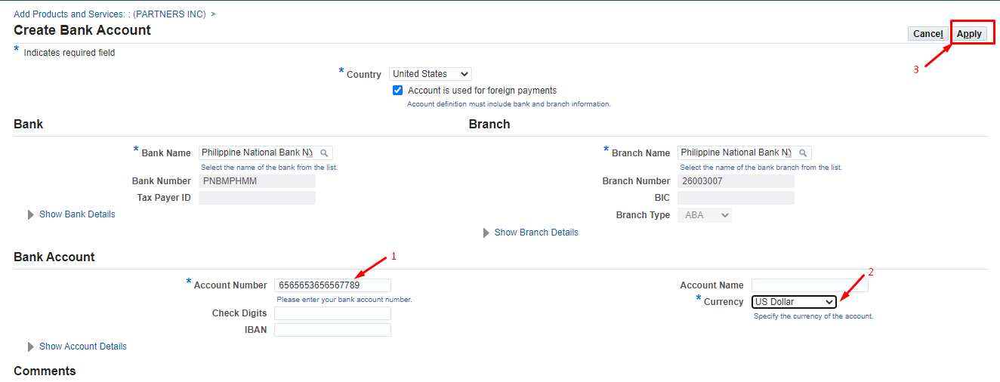 Add Products and Services: : (PARTNERS INC) >
Create Bank Account
Cancel Apply
* Indicates required field
3
* Country United States
Account is used for foreign payments
Account definition must include bank and branch information.
Bank Branch
* Bank Name Philippine National Bank NY * Branch Name Philippine National Bank NY
Select the name of the bank from the list. Select the name of the bank branch from the list.
Bank Number PNBMPHMM Branch Number 26003007
Tax Payer ID BIC
Show Bank Details Branch Type ABA
Show Branch Details
Bank Account
1
2
* Account Number 6565653656567789 Account Name
Please enter your bank account number. * Currency US Dollar
Check Digits Specify the currency of the account.
IBAN
Show Account Details
Comments